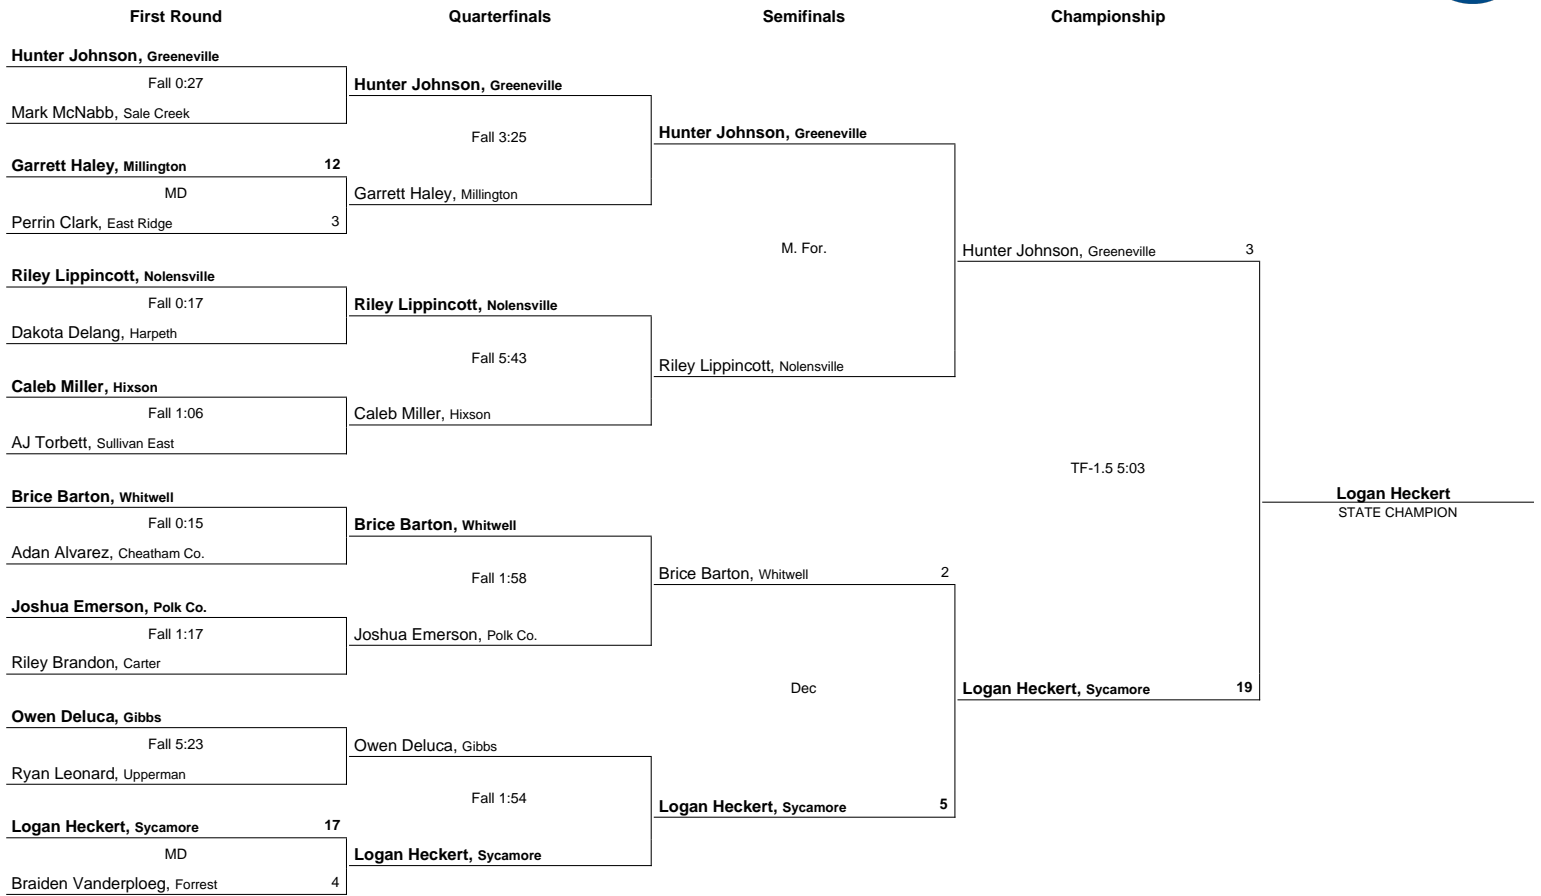 First Round
Quarterfinals
Semifinals
Championship
Hunter Johnson, Greeneville
Fall 0:27
Mark McNabb, Sale Creek
Garrett Haley, Millington 12
MD
Perrin Clark, East Ridge 3
Riley Lippincott, Nolensville
Fall 0:17
Dakota Delang, Harpeth
Caleb Miller, Hixson
Fall 1:06
AJ Torbett, Sullivan East
Brice Barton, Whitwell
Fall 0:15
Adan Alvarez, Cheatham Co.
Joshua Emerson, Polk Co.
Fall 1:17
Riley Brandon, Carter
Owen Deluca, Gibbs
Fall 5:23
Ryan Leonard, Upperman
Logan Heckert, Sycamore 17
MD
Braiden Vanderploeg, Forrest 4
Hunter Johnson, Greeneville
Fall 3:25
Garrett Haley, Millington
Riley Lippincott, Nolensville
Fall 5:43
Caleb Miller, Hixson
Brice Barton, Whitwell
Fall 1:58
Joshua Emerson, Polk Co.
Owen Deluca, Gibbs
Fall 1:54
Logan Heckert, Sycamore
Hunter Johnson, Greeneville
M. For.
Riley Lippincott, Nolensville
Brice Barton, Whitwell 2
Dec
Logan Heckert, Sycamore 5
Hunter Johnson, Greeneville 3
TF-1.5 5:03
Logan Heckert, Sycamore 19
Logan Heckert
STATE CHAMPION